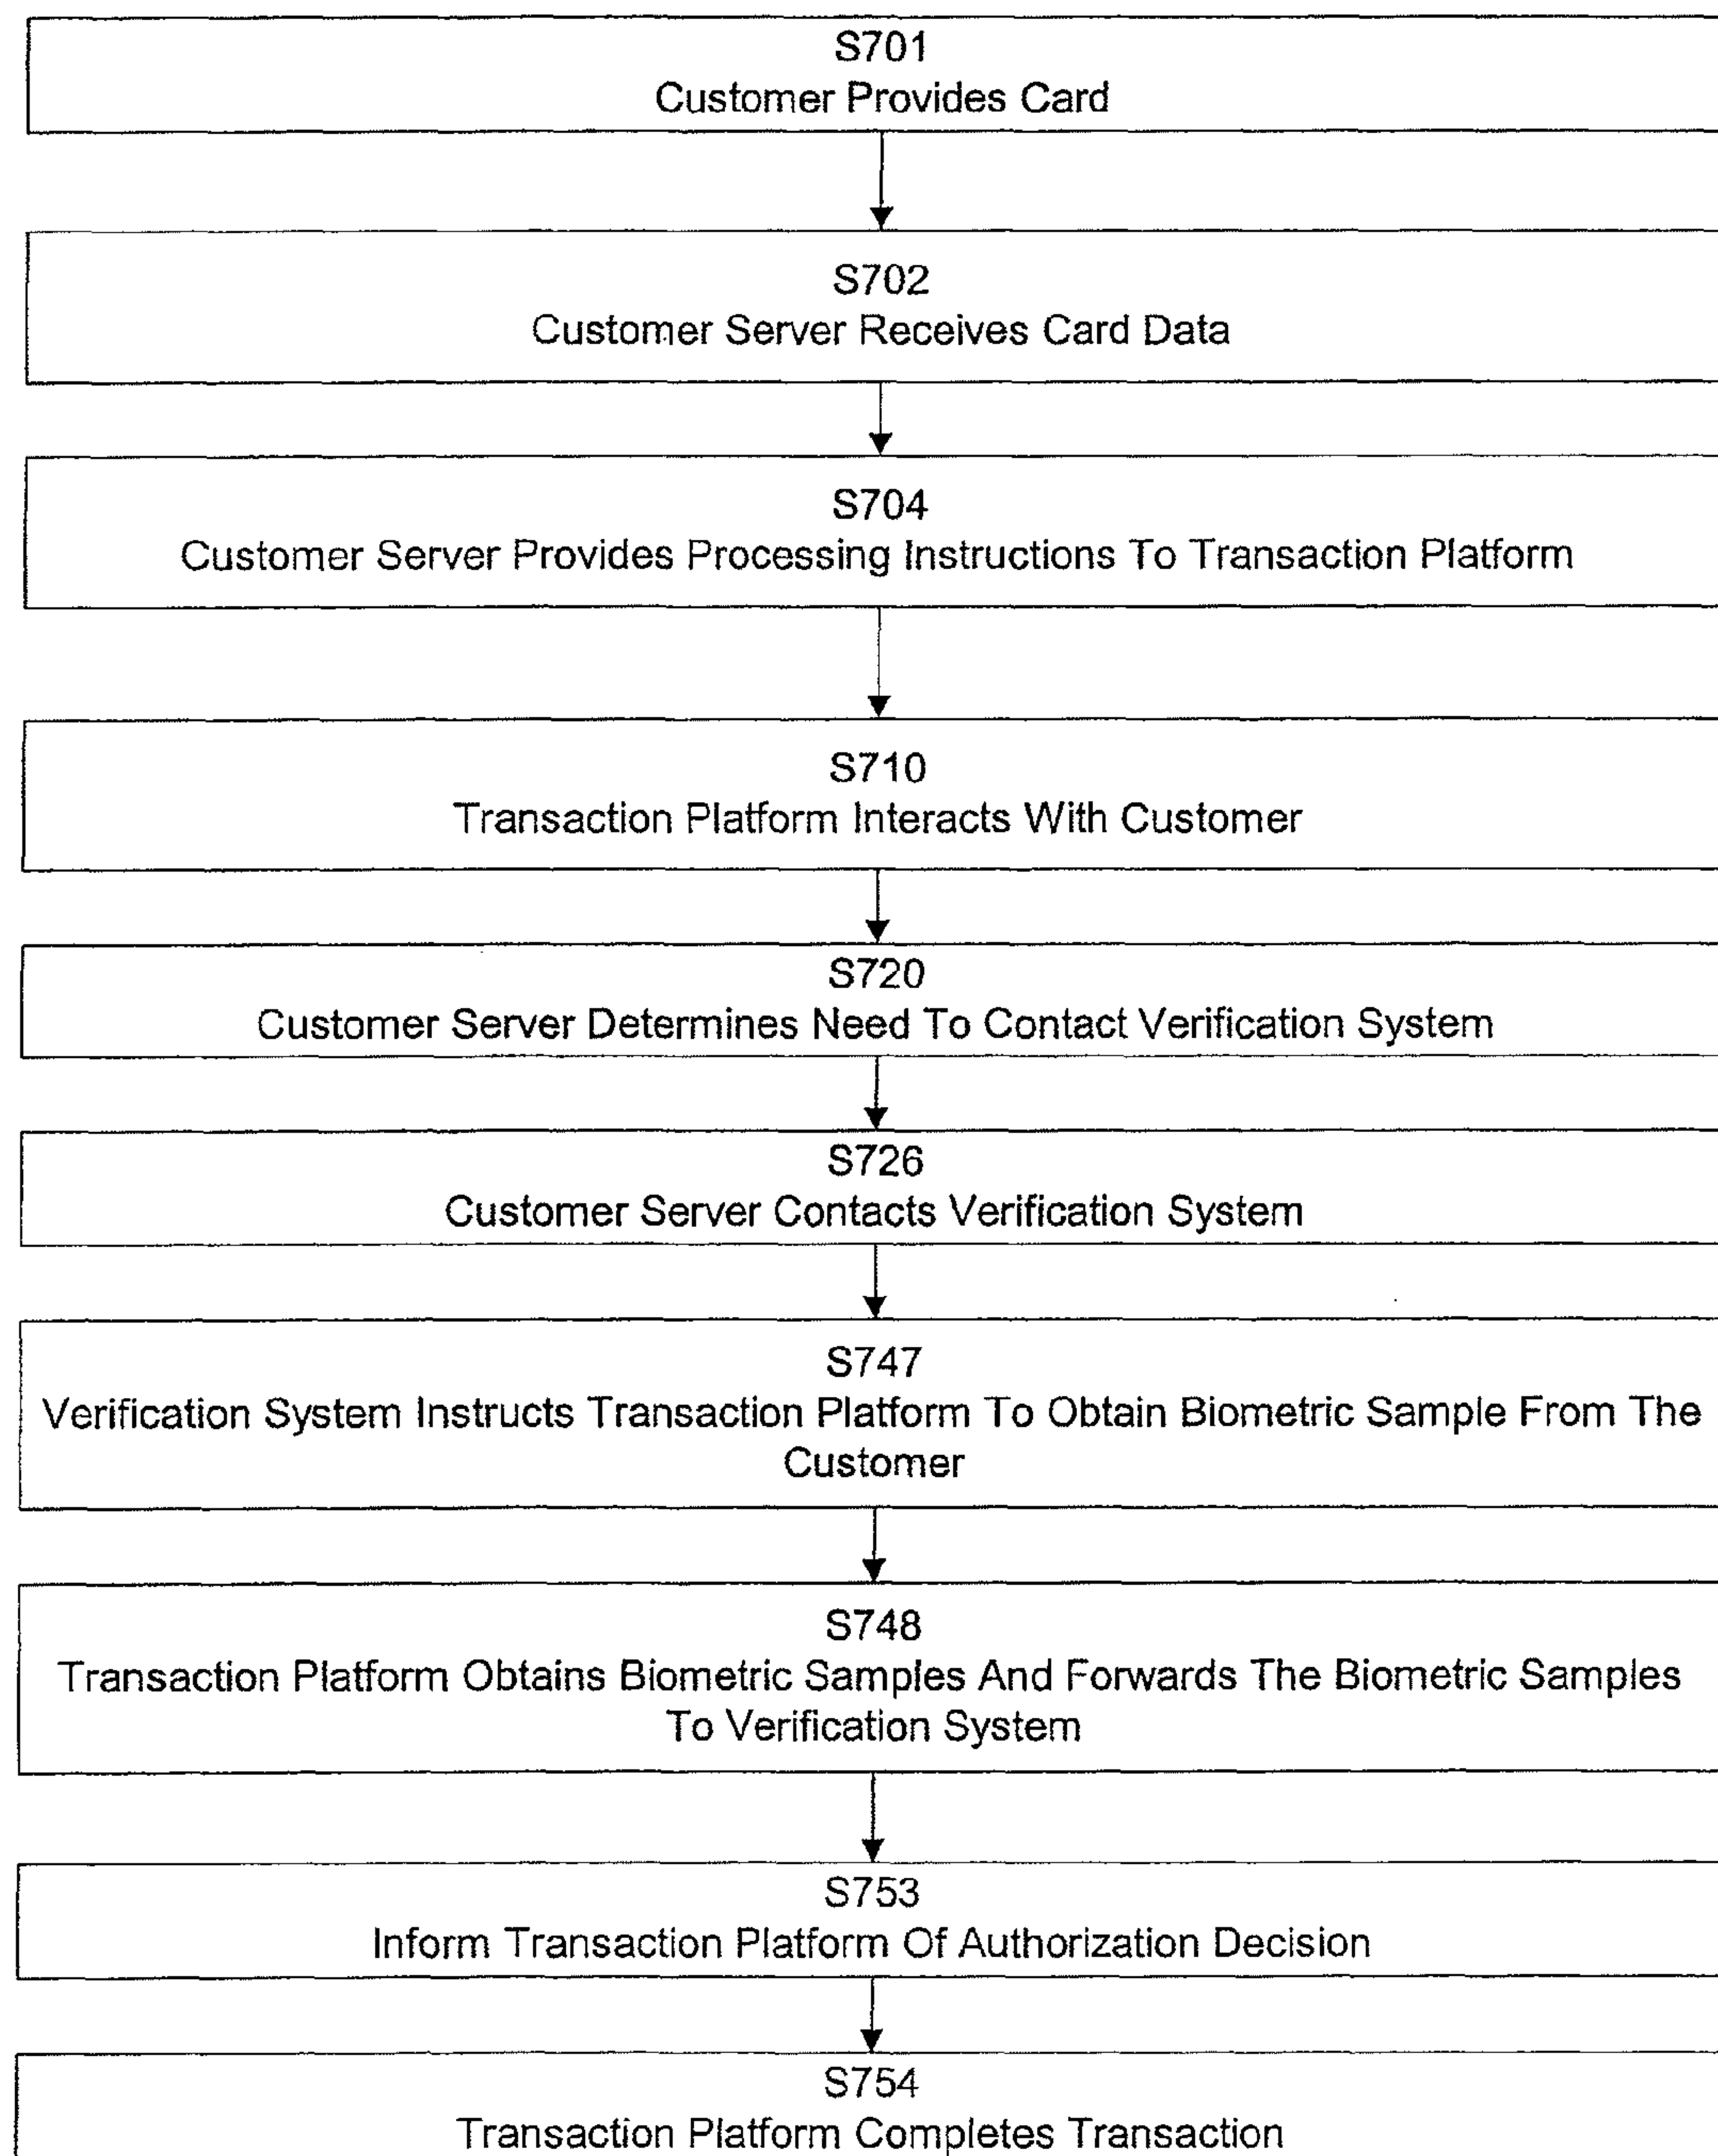 S701
Customer Provides Card
S702
Customer Server Receives Card Data
S704
Customer Server Provides Processing Instructions To Transaction Platform
S710
Transaction Platform Interacts With Customer
S720
Customer Server Determines Need To Contact Verification System
S726
Customer Server Contacts Verification System
S747
Verification System Instructs Transaction Platform To Obtain Biometric Sample From The
Customer
S748
Transaction Platform Obtains Biometric Samples And Forwards The Biometric Samples
To Verification System
S753
Inform Transaction Platform Of Authorization Decision
S754
Transaction Platform Completes Transaction